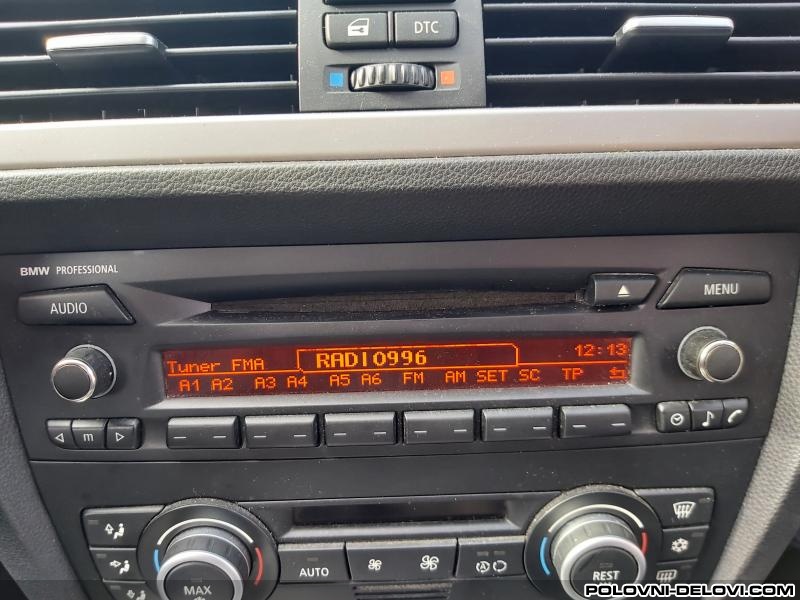 DTC
BMW PROFESSIONAL
AUDIO
MENU
Tuner FMA
RADIO996
12:13
A1 A2 A3 A4 A5 A6 FM AM SET SC TP
m
AUTO
MAX
A
REST
POLOVNI-DELOVI.COM